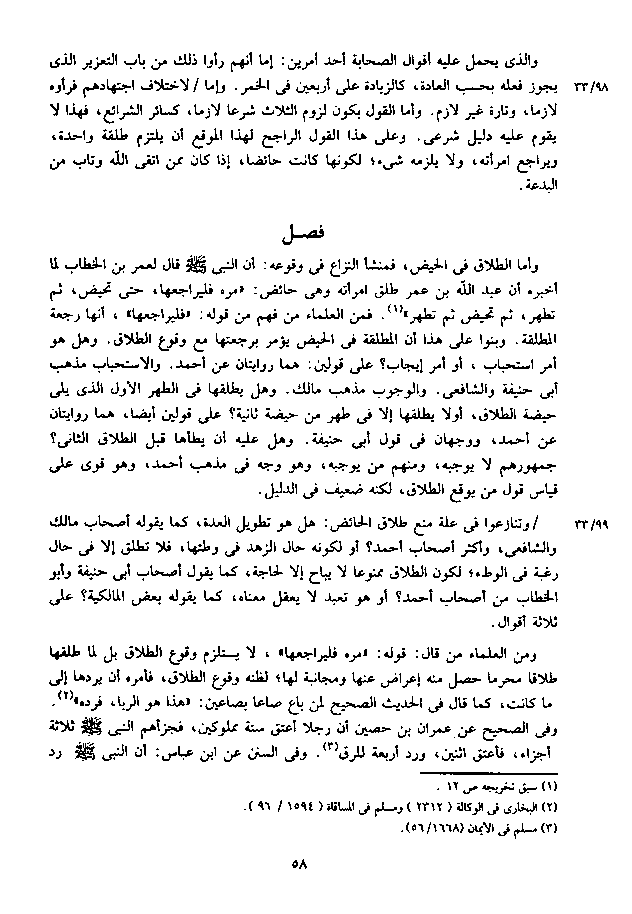 والذى يحمل عليه أقوال الصحابة أحد أمرين: إما أنهم رأوا ذلك من باب التعزير الذى
٣٣/٩٨ يجوز فعله بحسب العادة، كالزيادة على أربعين فى الخمر. وإما / لاختلاف اجتهادهم فرأوه
لازما، وتارة غير لازم. وأما القول بكون لزوم الثلاث شرعا لازما، كسائر الشرائع، فهذا لا
يقوم عليه دليل شرعى. وعلى هذا القول الراجح لهذا الموقع أن يلتزم طلقة واحدة،
ويراجع امرأته، ولا يلزمه شىء؛ لكونها كانت حائضا، إذا كان ممن اتقى الله وتاب من
البدعة.
فصل
وأما الطلاق فى الحيض، فمنشأ النزاع فى وقوعه: أن النبى ﷺ قال لعمر بن الخطاب لما
أخبره أن عبد الله بن عمر طلق امرأته وهى حائض: «مره فليراجعها، حتى تحيض، ثم
تطهر، ثم تحيض ثم تطهر»(١). فمن العلماء من فهم من قوله: «فليراجعها» ، أنها رجعة
المطلقة. وبنوا على هذا أن المطلقة فى الحيض يؤمر برجعتها مع وقوع الطلاق. وهل هو
أمر استحباب ، أو أمر إيجاب؟ على قولين: هما روايتان عن أحمد. والاستحباب مذهب
أبى حنيفة والشافعى. والوجوب مذهب مالك. وهل يطلقها فى الطهر الأول الذى يلى
حيضة الطلاق، أولا يطلقها إلا فى طهر من حيضة ثانية؟ على قولين أيضا، هما روايتان
عن أحمد، ووجهان فى قول أبى حنيفة. وهل عليه أن يطأها قبل الطلاق الثانى؟
جمهورهم لا يوجبه، ومنهم من يوجبه، وهو وجه فى مذهب أحمد، وهو قوى على
قياس قول من يوقع الطلاق، لكنه ضعيف فى الدليل.
٣٣/٩٩ / وتنازعوا فى علة منع طلاق الحائض: هل هو تطويل العدة، كما يقوله أصحاب مالك
والشافعى، وأكثر أصحاب أحمد؟ أو لكونه حال الزهد فى وطئها، فلا تطلق إلا فى حال
رغبة فى الوطء؛ لكون الطلاق ممنوعا لا يباح إلا لحاجة، كما يقول أصحاب أبى حنيفة وأبو
الخطاب من أصحاب أحمد؟ أو هو تعبد لا يعقل معناه، كما يقوله بعض المالكية؟ على
ثلاثة أقوال.
ومن العلماء من قال: قوله: «مره فليراجعها» ، لا يستلزم وقوع الطلاق بل لما طلقها
طلاقا محرما حصل منه إعراض عنها ومجانبة لها؛ لظنه وقوع الطلاق، فأمره أن يردها إلى
ما كانت، كما قال فى الحديث الصحيح لمن باع صاعا بصاعين: «هذا هو الربا، فرده»(٢).
وفى الصحيح عن عمران بن حصين أن رجلا أعتق ستة مملوكين، فجزأهم النبى ﷺ ثلاثة
أجزاء، فأعتق اثنين، ورد أربعة للرق(٣). وفى السنن عن ابن عباس: أن النبى ﷺ رد
(١) سبق تخريجه ص ١٢ .
(٢) البخارى فى الوكالة ( ٢٣١٢ ) ومسلم فى المساقاة ( ١٥٩٤ / ٩٦ ).
(٣) مسلم فى الأيمان (١٦٦٨/ ٥٦).
٥٨